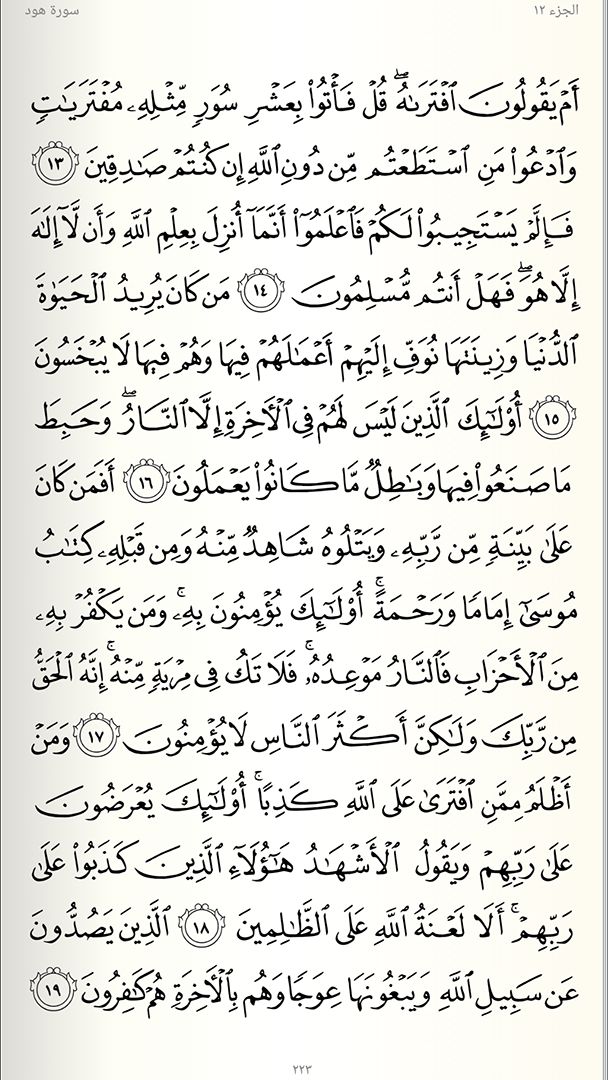 الجزء ١٢
سورة هود
أَمْ يَقُولُونَ ٱفْتَرَىٰهُ ۖ قُلْ فَأْتُوا۟ بِعَشْرِ سُوَرٍ مِّثْلِهِۦ مُفْتَرَيَـٰتٍ
وَٱدْعُوا۟ مَنِ ٱسْتَطَعْتُم مِّن دُونِ ٱللَّهِ إِن كُنتُمْ صَـٰدِقِينَ ١٣
فَإِلَّمْ يَسْتَجِيبُوا۟ لَكُمْ فَٱعْلَمُوٓا۟ أَنَّمَآ أُنزِلَ بِعِلْمِ ٱللَّهِ وَأَن لَّآ إِلَـٰهَ
إِلَّا هُوَ ۖ فَهَلْ أَنتُم مُّسْلِمُونَ ١٤ مَن كَانَ يُرِيدُ ٱلْحَيَوٰةَ
ٱلدُّنْيَا وَزِينَتَهَا نُوَفِّ إِلَيْهِمْ أَعْمَـٰلَهُمْ فِيهَا وَهُمْ فِيهَا لَا يُبْخَسُونَ
١٥ أُو۟لَـٰٓئِكَ ٱلَّذِينَ لَيْسَ لَهُمْ فِى ٱلْـَٔاخِرَةِ إِلَّا ٱلنَّارُ ۖ وَحَبِطَ
مَا صَنَعُوا۟ فِيهَا وَبَـٰطِلٌ مَّا كَانُوا۟ يَعْمَلُونَ ١٦ أَفَمَن كَانَ
عَلَىٰ بَيِّنَةٍ مِّن رَّبِّهِۦ وَيَتْلُوهُ شَاهِدٌ مِّنْهُ وَمِن قَبْلِهِۦ كِتَـٰبُ
مُوسَىٰٓ إِمَامًا وَرَحْمَةً ۚ أُو۟لَـٰٓئِكَ يُؤْمِنُونَ بِهِۦ ۚ وَمَن يَكْفُرْ بِهِۦ
مِنَ ٱلْأَحْزَابِ فَٱلنَّارُ مَوْعِدُهُۥ ۚ فَلَا تَكُ فِى مِرْيَةٍ مِّنْهُ ۚ إِنَّهُ ٱلْحَقُّ
مِن رَّبِّكَ وَلَـٰكِنَّ أَكْثَرَ ٱلنَّاسِ لَا يُؤْمِنُونَ ١٧ وَمَنْ
أَظْلَمُ مِمَّنِ ٱفْتَرَىٰ عَلَى ٱللَّهِ كَذِبًا ۚ أُو۟لَـٰٓئِكَ يُعْرَضُونَ
عَلَىٰ رَبِّهِمْ وَيَقُولُ ٱلْأَشْهَـٰدُ هَـٰٓؤُلَآءِ ٱلَّذِينَ كَذَبُوا۟ عَلَىٰ
رَبِّهِمْ ۚ أَلَا لَعْنَةُ ٱللَّهِ عَلَى ٱلظَّـٰلِمِينَ ١٨ ٱلَّذِينَ يَصُدُّونَ
عَن سَبِيلِ ٱللَّهِ وَيَبْغُونَهَا عِوَجًا وَهُم بِٱلْـَٔاخِرَةِ هُمْ كَـٰفِرُونَ ١٩
٢٢٣